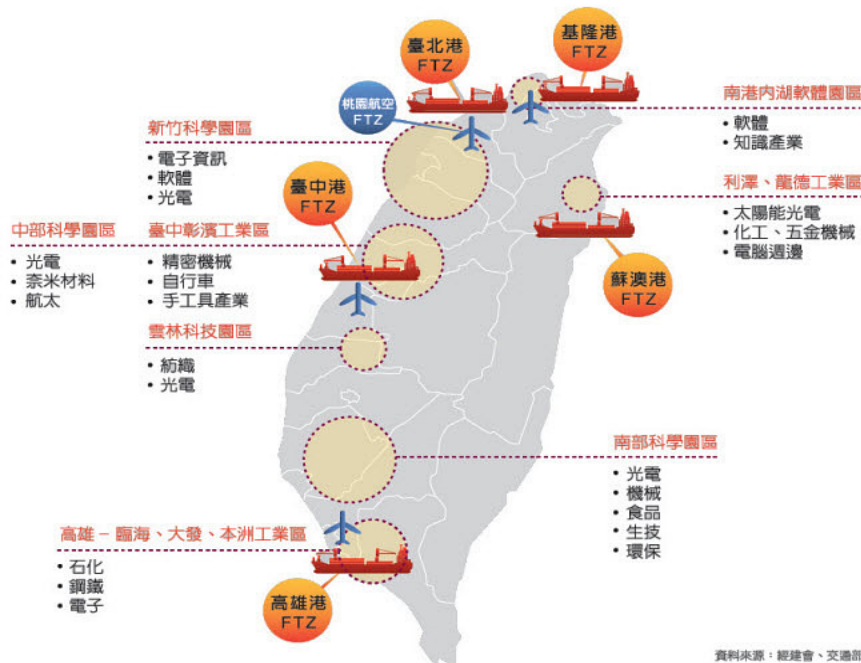 臺北港
FTZ
基隆港
FTZ
桃園航空
FTZ
南港內湖軟體園區
• 軟體
• 知識產業
新竹科學園區
• 電子資訊
• 軟體
• 光電
臺中港
FTZ
利澤、龍德工業區
• 太陽能光電
• 化工、五金機械
• 電腦週邊
蘇澳港
FTZ
中部科學園區
• 光電
• 奈米材料
• 航太
臺中彰濱工業區
• 精密機械
• 自行車
• 手工具產業
雲林科技園區
• 紡織
• 光電
南部科學園區
• 光電
• 機械
• 食品
• 生技
• 環保
高雄 – 臨海、大發、本洲工業區
• 石化
• 鋼鐵
• 電子
高雄港
FTZ
資料來源：經建會、交通部